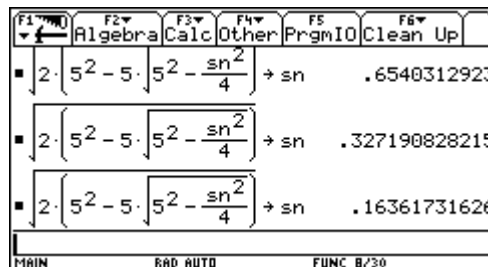 F1 F2 F3 F4 F5 F6
Algebra Calc Other PrgmIO Clean Up
√(2·(5² − 5·√(5² − sn²/4))) → sn .6540312923
√(2·(5² − 5·√(5² − sn²/4))) → sn .327190828215
√(2·(5² − 5·√(5² − sn²/4))) → sn .16361731626
MAIN RAD AUTO FUNC 8/30